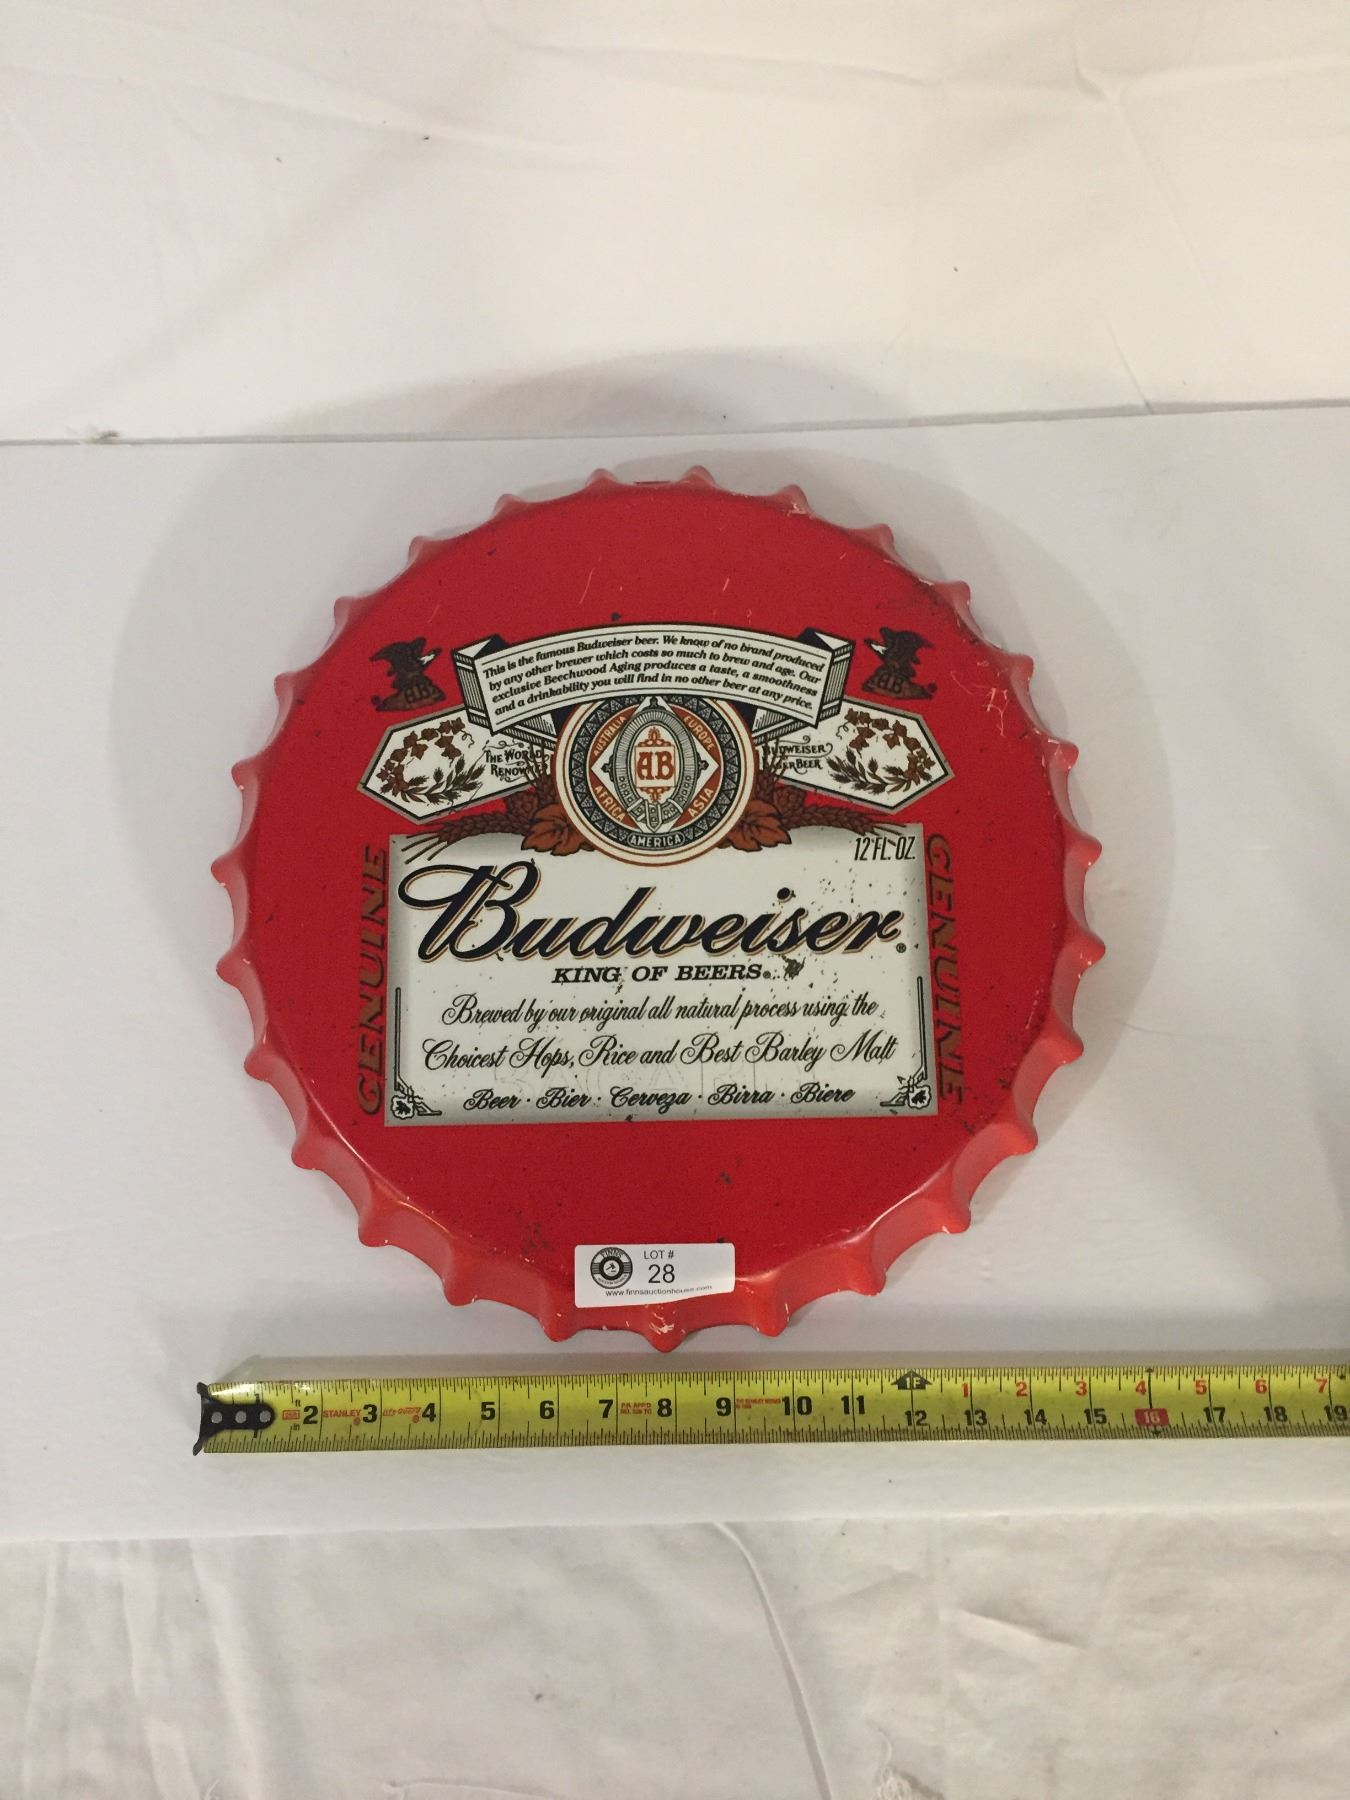 This is the famous Budweiser beer. We know of no brand produced
by any other brewer which costs so much to brew and age. Our
exclusive Beechwood Aging produces a taste, a smoothness
and a drinkability you will find in no other beer at any price.
AB
AB
THE WORLD
RENOWNED
BUDWEISER
LAGER BEER
AUSTRALIA
EUROPE
AFRICA
ASIA
AMERICA
AB
12 FL. OZ.
GENUINE
GENUINE
Budweiser®
KING OF BEERS®
Brewed by our original all natural process using the
Choicest Hops, Rice and Best Barley Malt
Beer · Bier · Cerveza · Birra · Biere
FINNS
LOT #
28
www.finnsauctionhouse.com
1F 1 2 3 4 5 6 7
2 STANLEY 3 4 5 6 7 8 9 10 11
12 13 14 15 16 17 18 19